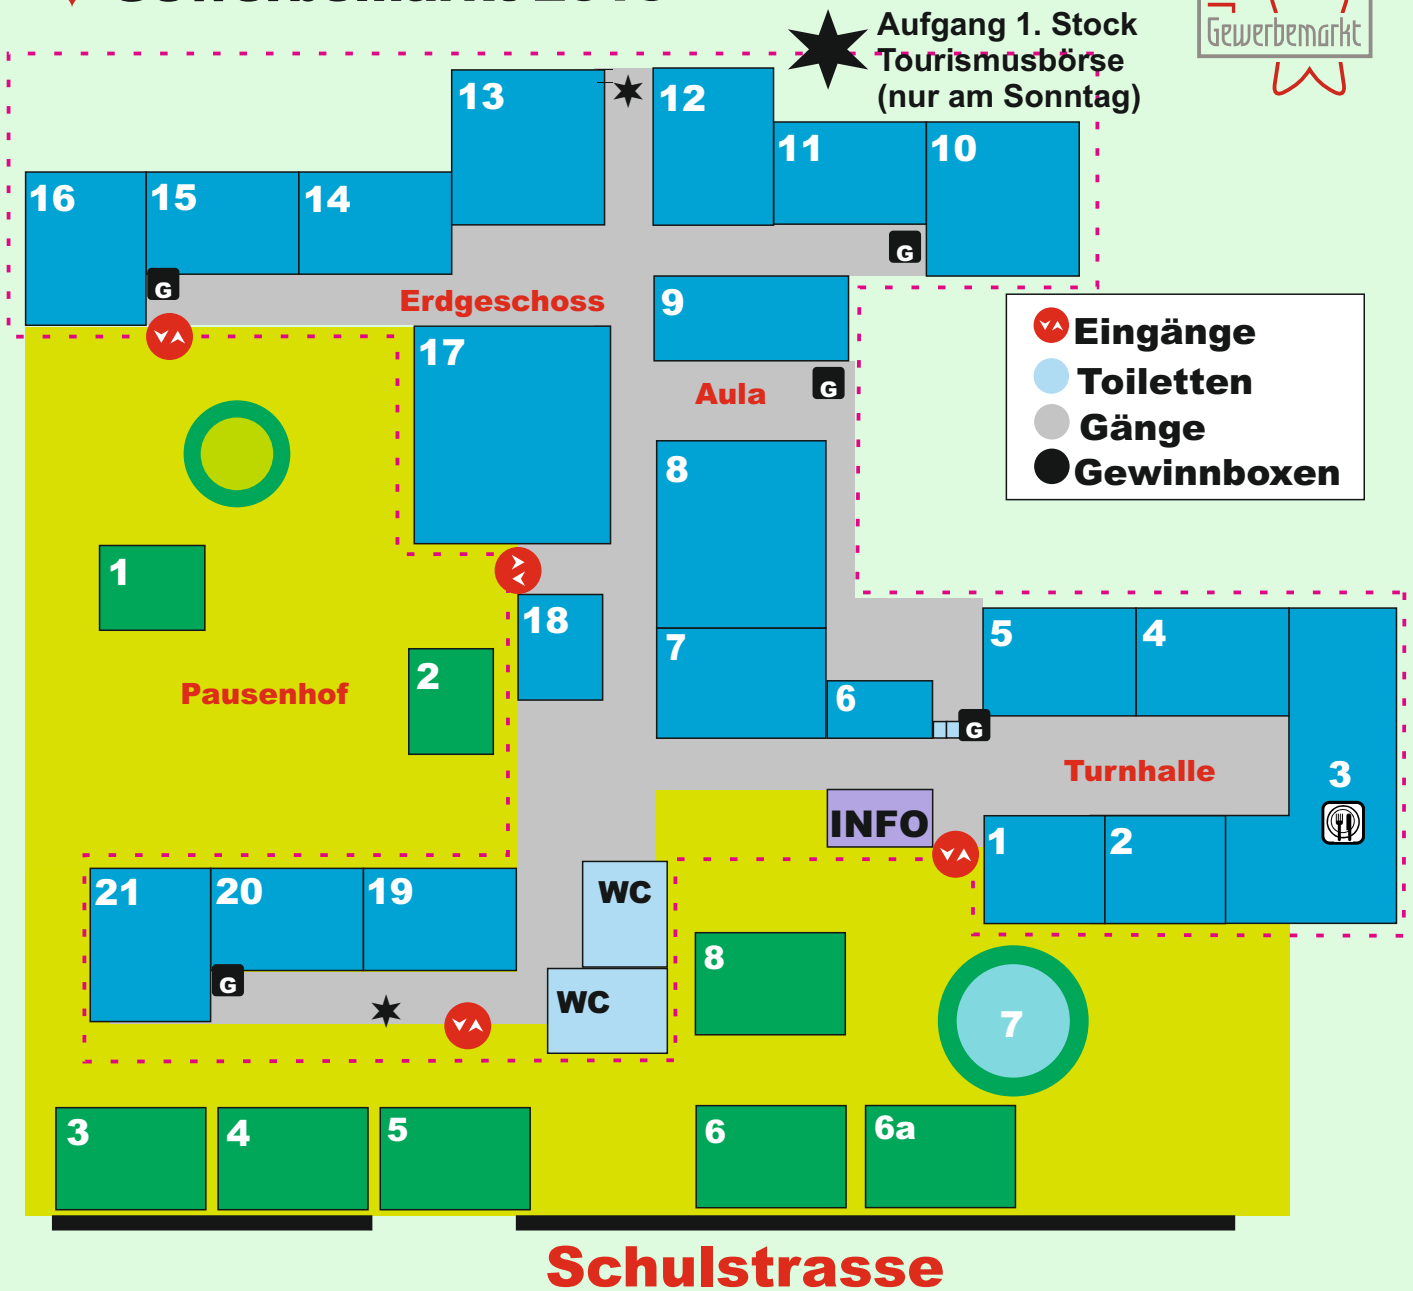 Aufgang 1. Stock
Tourismusbörse
(nur am Sonntag)
Gewerbemarkt
13
12
11
10
16
15
14
G
G
Erdgeschoss
9
17
Aula
G
Eingänge
Toiletten
Gänge
Gewinnboxen
8
1
18
2
7
Pausenhof
6
5
4
G
Turnhalle
3
INFO
1
2
21
20
19
WC
G
WC
8
7
3
4
5
6
6a
Schulstrasse